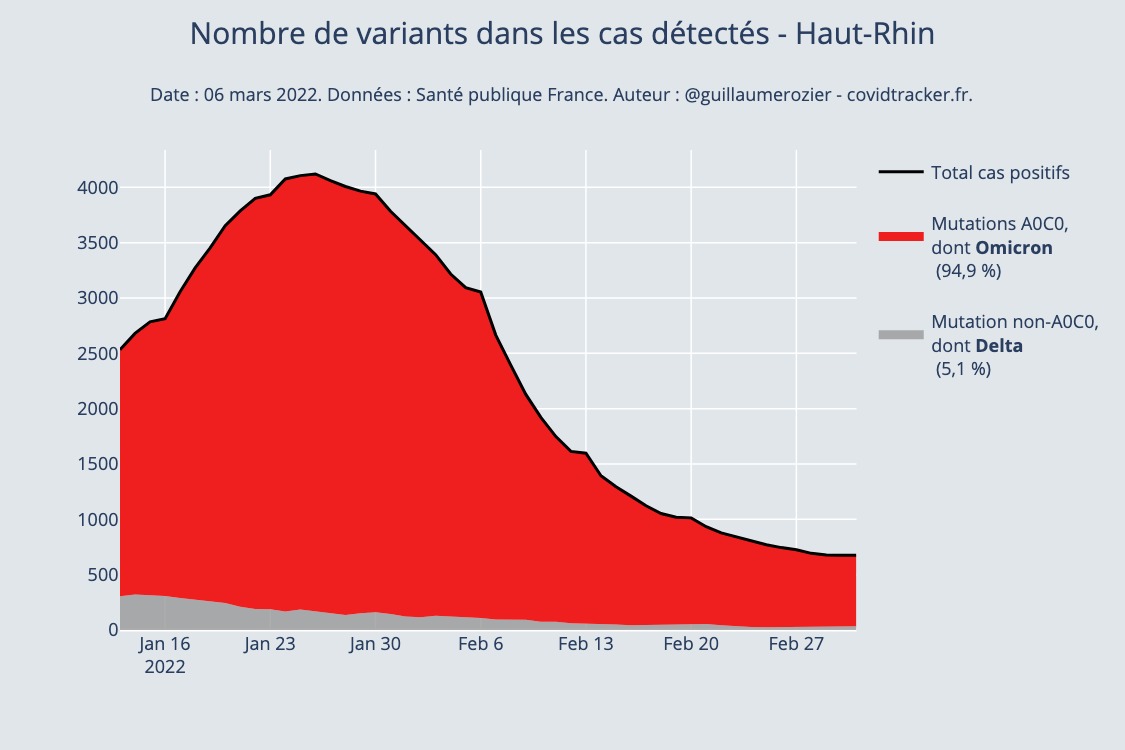 Nombre de variants dans les cas détectés - Haut-Rhin
Date : 06 mars 2022. Données : Santé publique France. Auteur : @guillaumerozier - covidtracker.fr.
Total cas positifs
Mutations A0C0,
dont Omicron
(94,9 %)
Mutation non-A0C0,
dont Delta
(5,1 %)
4000
3500
3000
2500
2000
1500
1000
500
0
Jan 16
2022
Jan 23
Jan 30
Feb 6
Feb 13
Feb 20
Feb 27